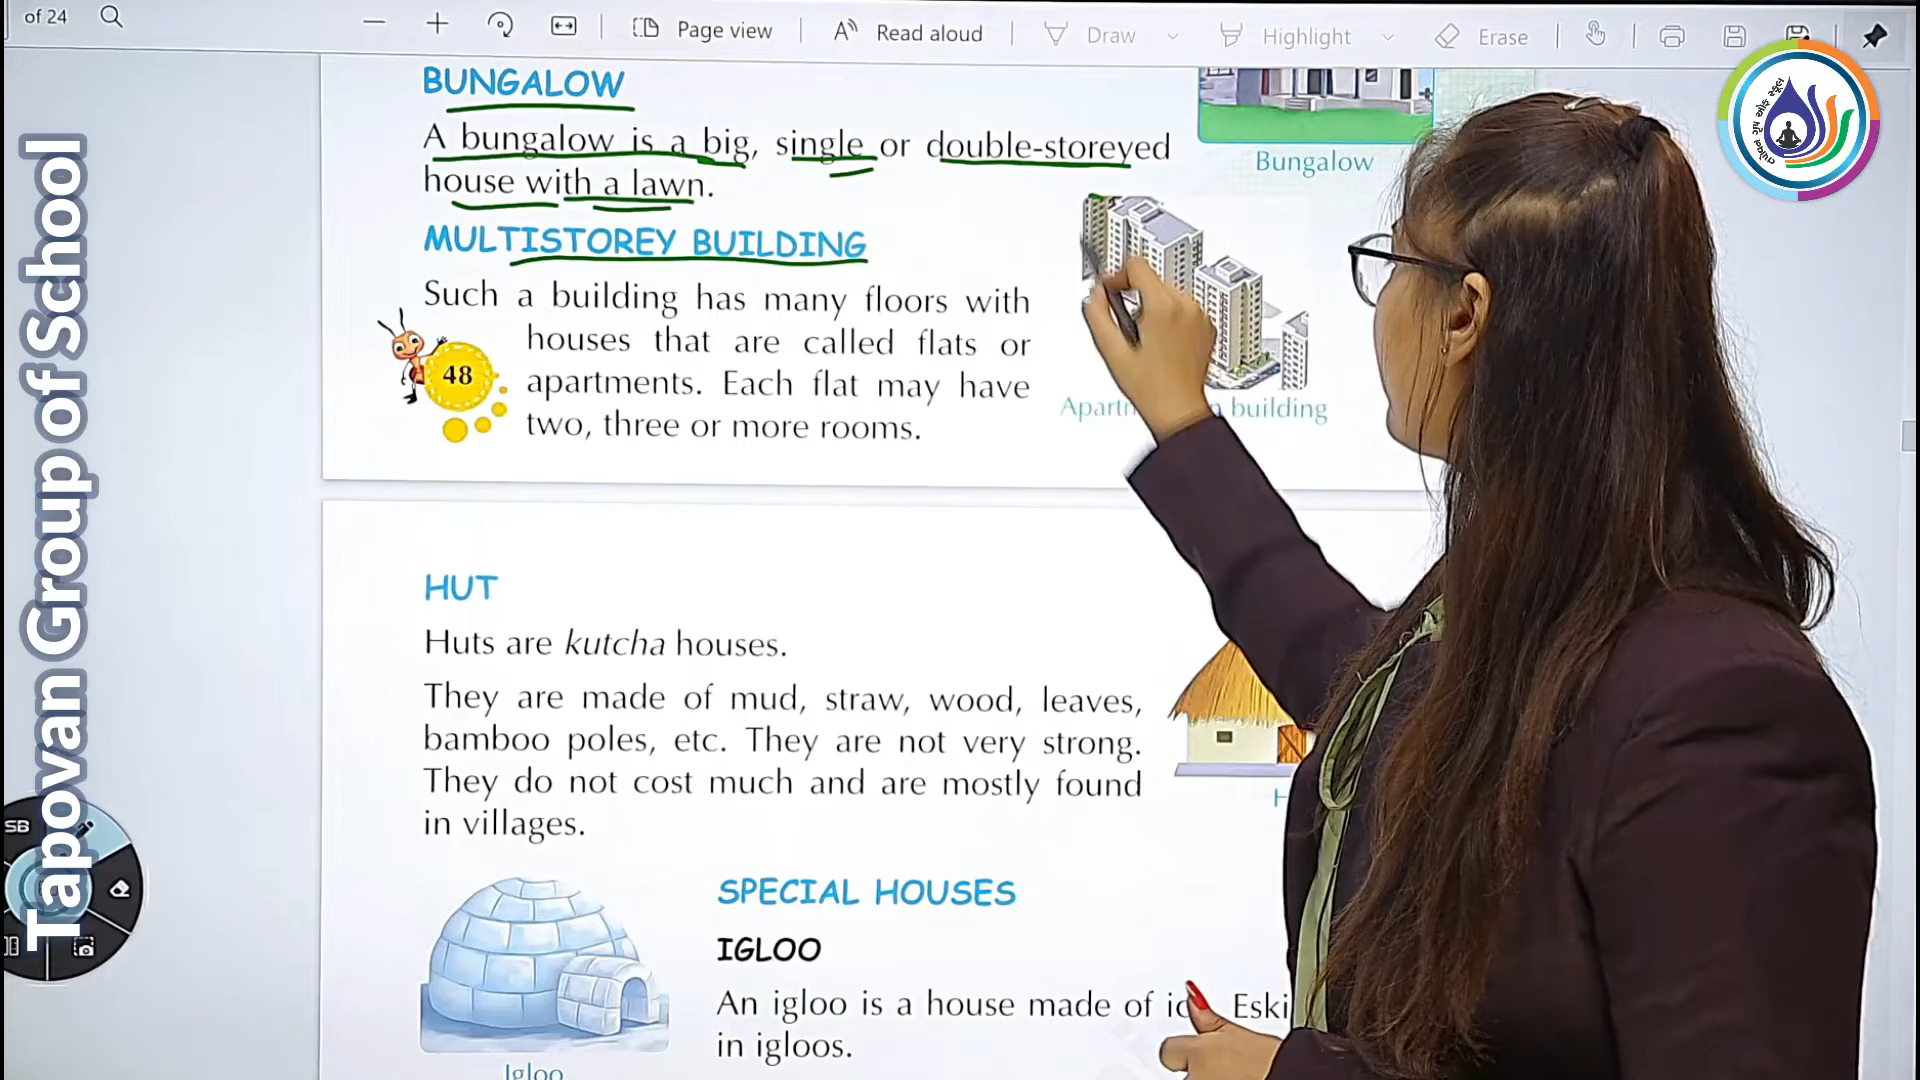 of 24
Page view
Read aloud
Draw
Highlight
Erase
BUNGALOW
A bungalow is a big, single or double-storeyed
house with a lawn.
Bungalow
MULTISTOREY BUILDING
Such a building has many floors with
houses that are called flats or
apartments. Each flat may have
two, three or more rooms.
48
building
HUT
Huts are kutcha houses.
They are made of mud, straw, wood, leaves,
bamboo poles, etc. They are not very strong.
They do not cost much and are mostly found
in villages.
SPECIAL HOUSES
IGLOO
An igloo is a house made of
in igloos.
Igloo
Tapovan Group of School
SB